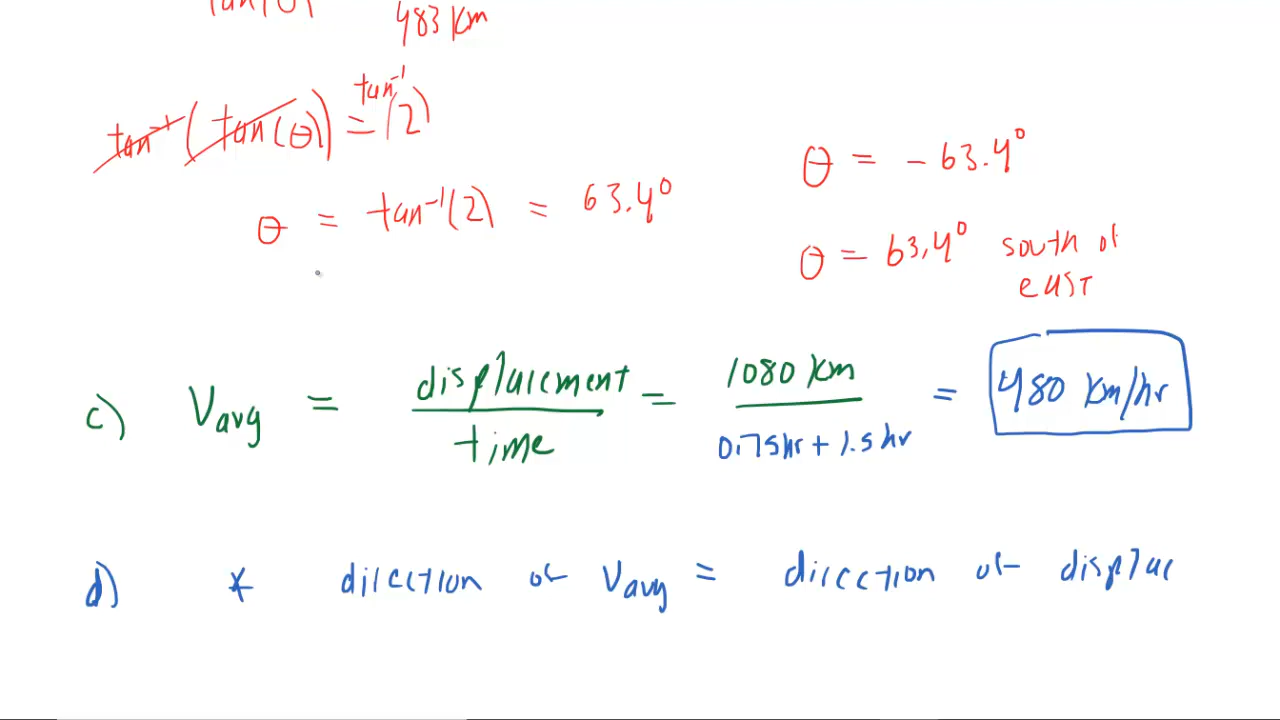 483 km
tan⁻¹(tan(θ)) = tan⁻¹(2)
θ = tan⁻¹(2) = 63.4°
θ = -63.4°
θ = 63.4° south of
east
c) Vavg = displacement / time = 1080 km / 0.75hr + 1.5hr = 480 km/hr
d) * direction of Vavg = direction of displac